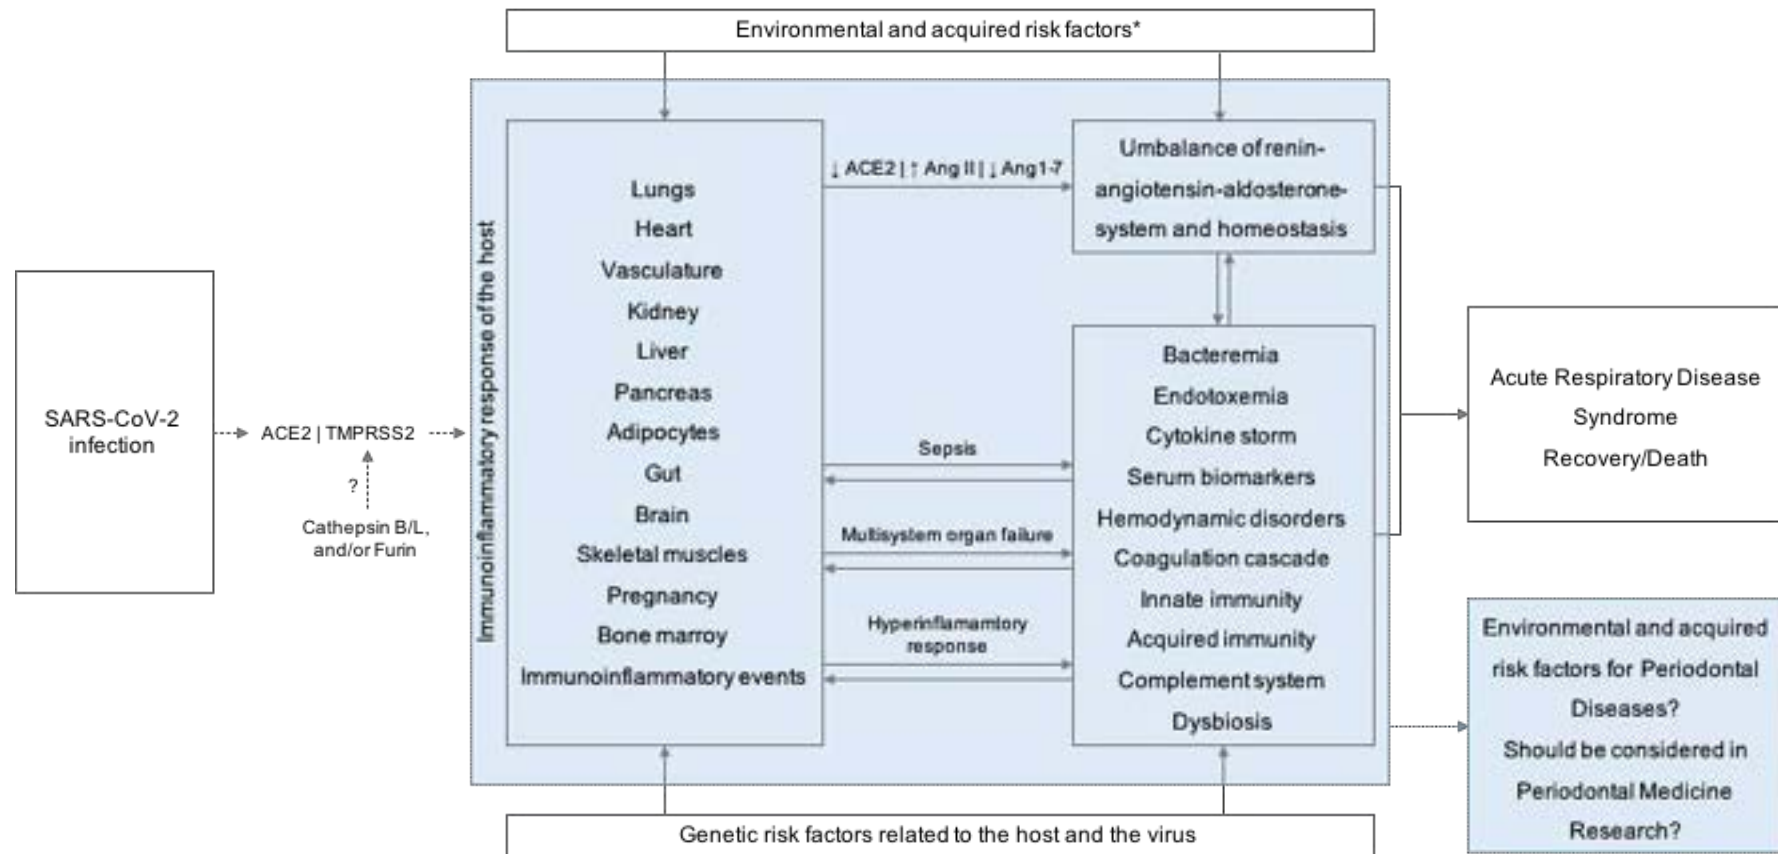 Environmental and acquired risk factors*
Immunoinflammatory response of the host
SARS-CoV-2
infection
ACE2 | TMPRSS2
?
Cathepsin B/L,
and/or Furin
Lungs
Heart
Vasculature
Kidney
Liver
Pancreas
Adipocytes
Gut
Brain
Skeletal muscles
Pregnancy
Bone marroy
Immunoinflammatory events
↓ ACE2 | ↑ Ang II | ↓ Ang1-7
Sepsis
Multisystem organ failure
Hyperinflamamtory
response
Umbalance of renin-
angiotensin-aldosterone-
system and homeostasis
Bacteremia
Endotoxemia
Cytokine storm
Serum biomarkers
Hemodynamic disorders
Coagulation cascade
Innate immunity
Acquired immunity
Complement system
Dysbiosis
Acute Respiratory Disease
Syndrome
Recovery/Death
Environmental and acquired
risk factors for Periodontal
Diseases?
Should be considered in
Periodontal Medicine
Research?
Genetic risk factors related to the host and the virus